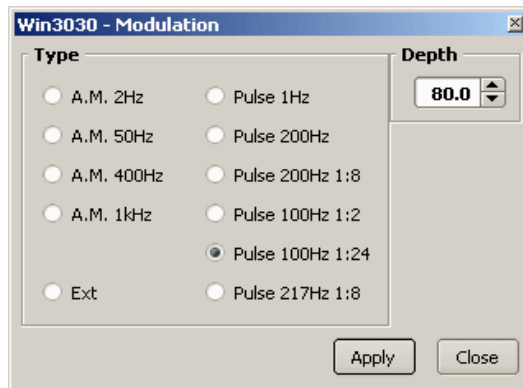 Win3030 - Modulation
Type
Depth
A.M. 2Hz
Pulse 1Hz
80.0
A.M. 50Hz
Pulse 200Hz
A.M. 400Hz
Pulse 200Hz 1:8
A.M. 1kHz
Pulse 100Hz 1:2
Pulse 100Hz 1:24
Ext
Pulse 217Hz 1:8
Apply
Close